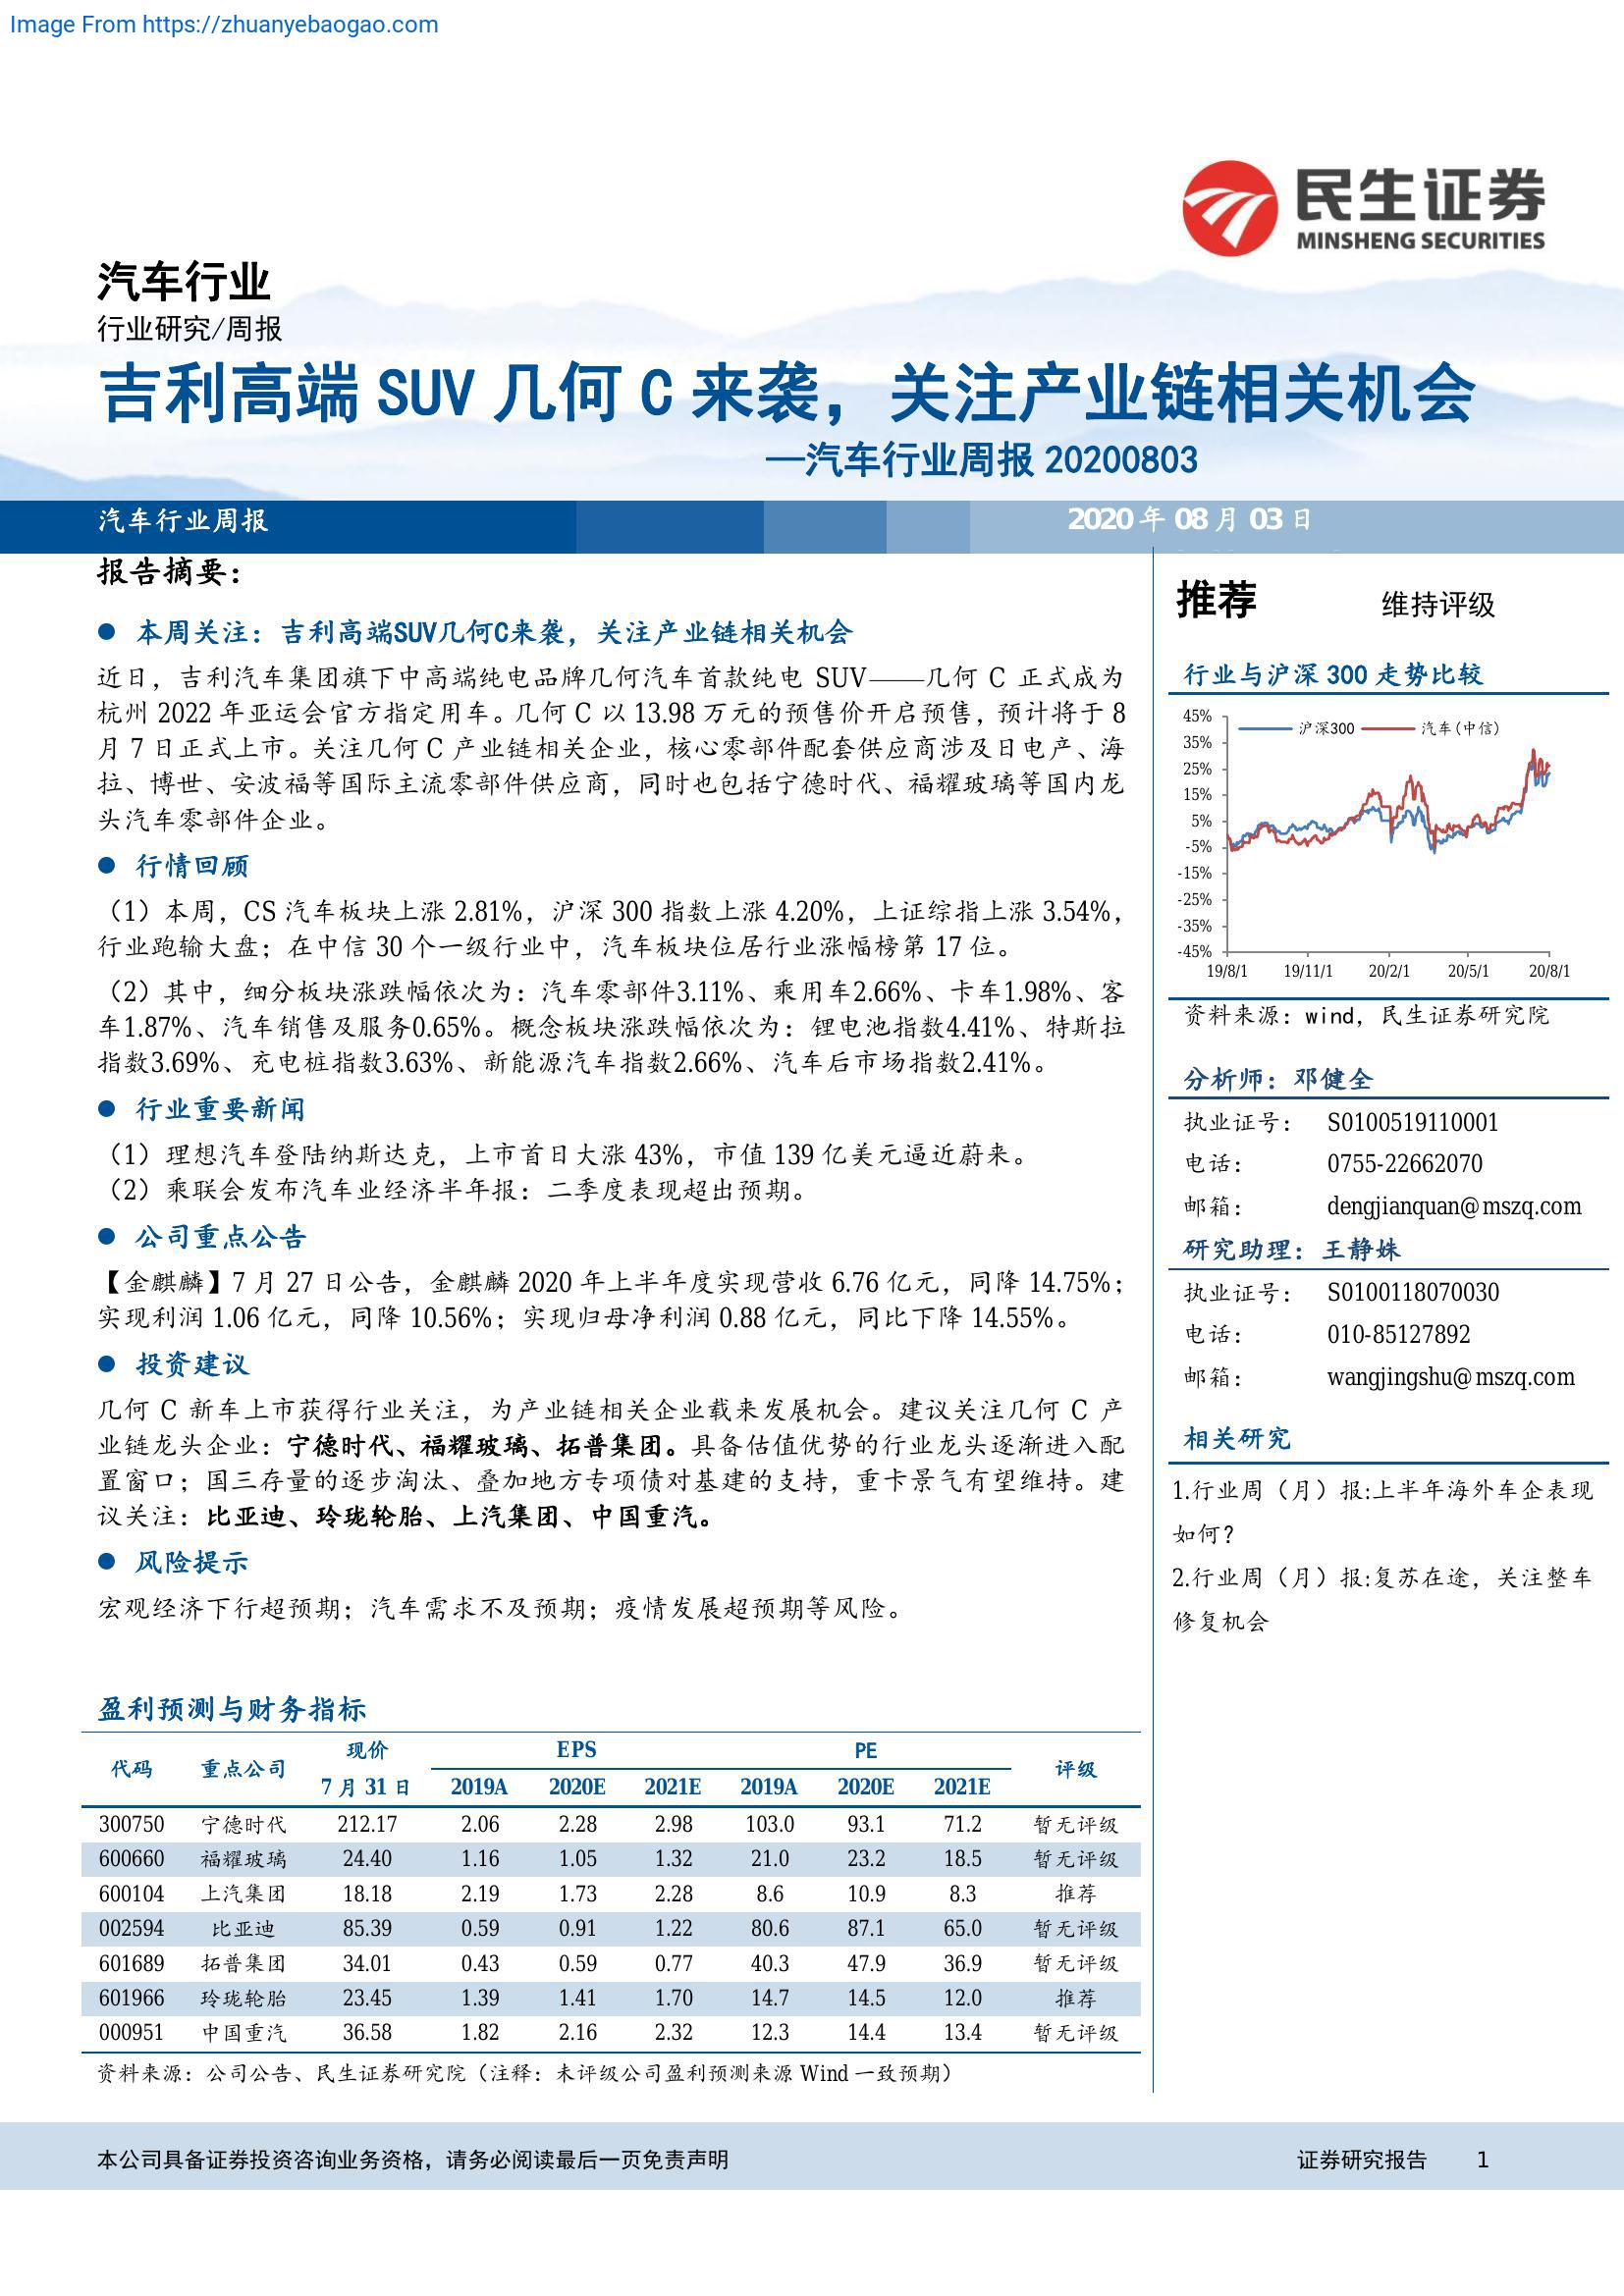 Image From https://zhuanyebaogao.com
民生证券
MINSHENG SECURITIES
汽车行业
行业研究/周报
吉利高端 SUV 几何 C 来袭，关注产业链相关机会
—汽车行业周报 20200803
汽车行业周报 2020 年 08 月 03 日
报告摘要：
● 本周关注：吉利高端SUV几何C来袭，关注产业链相关机会
近日，吉利汽车集团旗下中高端纯电品牌几何汽车首款纯电 SUV——几何 C 正式成为
杭州 2022 年亚运会官方指定用车。几何 C 以 13.98 万元的预售价开启预售，预计将于 8
月 7 日正式上市。关注几何 C 产业链相关企业，核心零部件配套供应商涉及日电产、海
拉、博世、安波福等国际主流零部件供应商，同时也包括宁德时代、福耀玻璃等国内龙
头汽车零部件企业。
● 行情回顾
（1）本周，CS 汽车板块上涨 2.81%，沪深 300 指数上涨 4.20%，上证综指上涨 3.54%，
行业跑输大盘；在中信 30 个一级行业中，汽车板块位居行业涨幅榜第 17 位。
（2）其中，细分板块涨跌幅依次为：汽车零部件3.11%、乘用车2.66%、卡车1.98%、客
车1.87%、汽车销售及服务0.65%。概念板块涨跌幅依次为：锂电池指数4.41%、特斯拉
指数3.69%、充电桩指数3.63%、新能源汽车指数2.66%、汽车后市场指数2.41%。
● 行业重要新闻
（1）理想汽车登陆纳斯达克，上市首日大涨 43%，市值 139 亿美元逼近蔚来。
（2）乘联会发布汽车业经济半年报：二季度表现超出预期。
● 公司重点公告
【金麒麟】7 月 27 日公告，金麒麟 2020 年上半年度实现营收 6.76 亿元，同降 14.75%；
实现利润 1.06 亿元，同降 10.56%；实现归母净利润 0.88 亿元，同比下降 14.55%。
● 投资建议
几何 C 新车上市获得行业关注，为产业链相关企业载来发展机会。建议关注几何 C 产
业链龙头企业：宁德时代、福耀玻璃、拓普集团。具备估值优势的行业龙头逐渐进入配
置窗口；国三存量的逐步淘汰、叠加地方专项债对基建的支持，重卡景气有望维持。建
议关注：比亚迪、玲珑轮胎、上汽集团、中国重汽。
● 风险提示
宏观经济下行超预期；汽车需求不及预期；疫情发展超预期等风险。
盈利预测与财务指标
代码 重点公司 现价 EPS PE 评级
7 月 31 日 2019A 2020E 2021E 2019A 2020E 2021E
300750 宁德时代 212.17 2.06 2.28 2.98 103.0 93.1 71.2 暂无评级
600660 福耀玻璃 24.40 1.16 1.05 1.32 21.0 23.2 18.5 暂无评级
600104 上汽集团 18.18 2.19 1.73 2.28 8.6 10.9 8.3 推荐
002594 比亚迪 85.39 0.59 0.91 1.22 80.6 87.1 65.0 暂无评级
601689 拓普集团 34.01 0.43 0.59 0.77 40.3 47.9 36.9 暂无评级
601966 玲珑轮胎 23.45 1.39 1.41 1.70 14.7 14.5 12.0 推荐
000951 中国重汽 36.58 1.82 2.16 2.32 12.3 14.4 13.4 暂无评级
资料来源：公司公告、民生证券研究院（注释：未评级公司盈利预测来源 Wind 一致预期）
推荐 维持评级
行业与沪深 300 走势比较
沪深300 汽车(中信)
45%
35%
25%
15%
5%
-5%
-15%
-25%
-35%
-45%
19/8/1 19/11/1 20/2/1 20/5/1 20/8/1
资料来源：wind，民生证券研究院
分析师：邓健全
执业证号： S0100519110001
电话： 0755-22662070
邮箱： dengjianquan@mszq.com
研究助理：王静姝
执业证号： S0100118070030
电话： 010-85127892
邮箱： wangjingshu@mszq.com
相关研究
1.行业周（月）报:上半年海外车企表现
如何？
2.行业周（月）报:复苏在途，关注整车
修复机会
本公司具备证券投资咨询业务资格，请务必阅读最后一页免责声明 证券研究报告 1